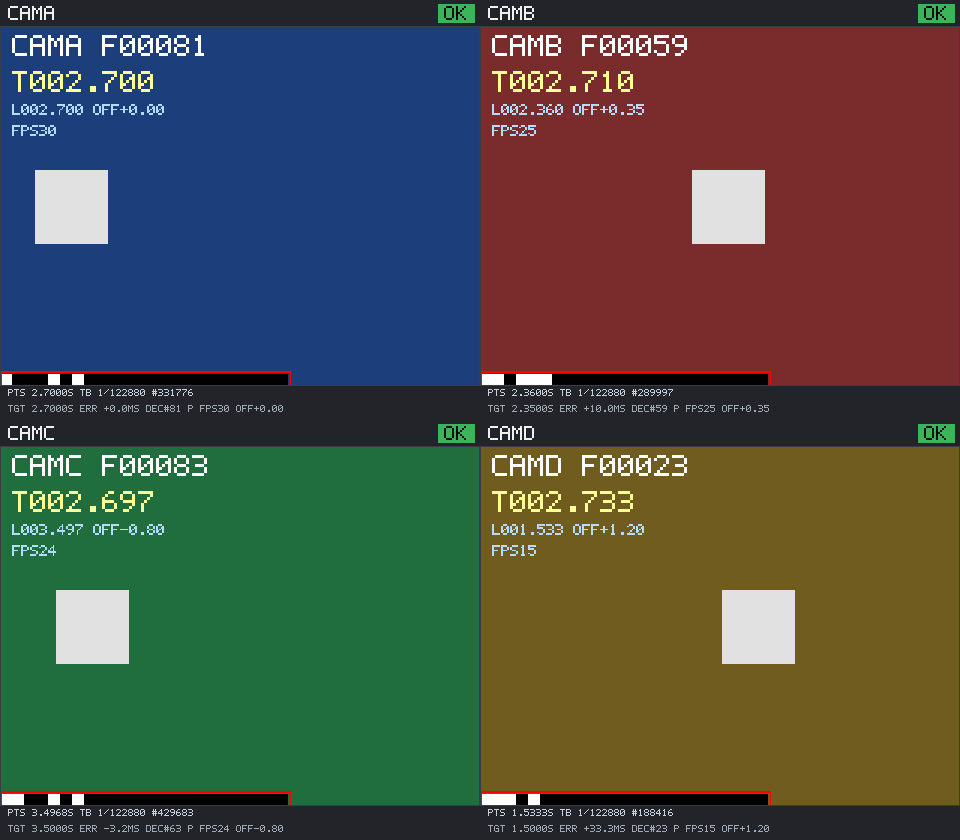 CAMA OK
CAMA F00081
T002.700
L002.700 OFF+0.00
FPS30
PTS 2.7000S TB 1/122880 #331776
TGT 2.7000S ERR +0.0MS DEC#81 P FPS30 OFF+0.00
CAMB OK
CAMB F00059
T002.710
L002.360 OFF+0.35
FPS25
PTS 2.3600S TB 1/122880 #289997
TGT 2.3500S ERR +10.0MS DEC#59 P FPS25 OFF+0.35
CAMC OK
CAMC F00083
T002.697
L003.497 OFF-0.80
FPS24
PTS 3.4968S TB 1/122880 #429683
TGT 3.5000S ERR -3.2MS DEC#63 P FPS24 OFF-0.80
CAMD OK
CAMD F00023
T002.733
L001.533 OFF+1.20
FPS15
PTS 1.5333S TB 1/122880 #188416
TGT 1.5000S ERR +33.3MS DEC#23 P FPS15 OFF+1.20